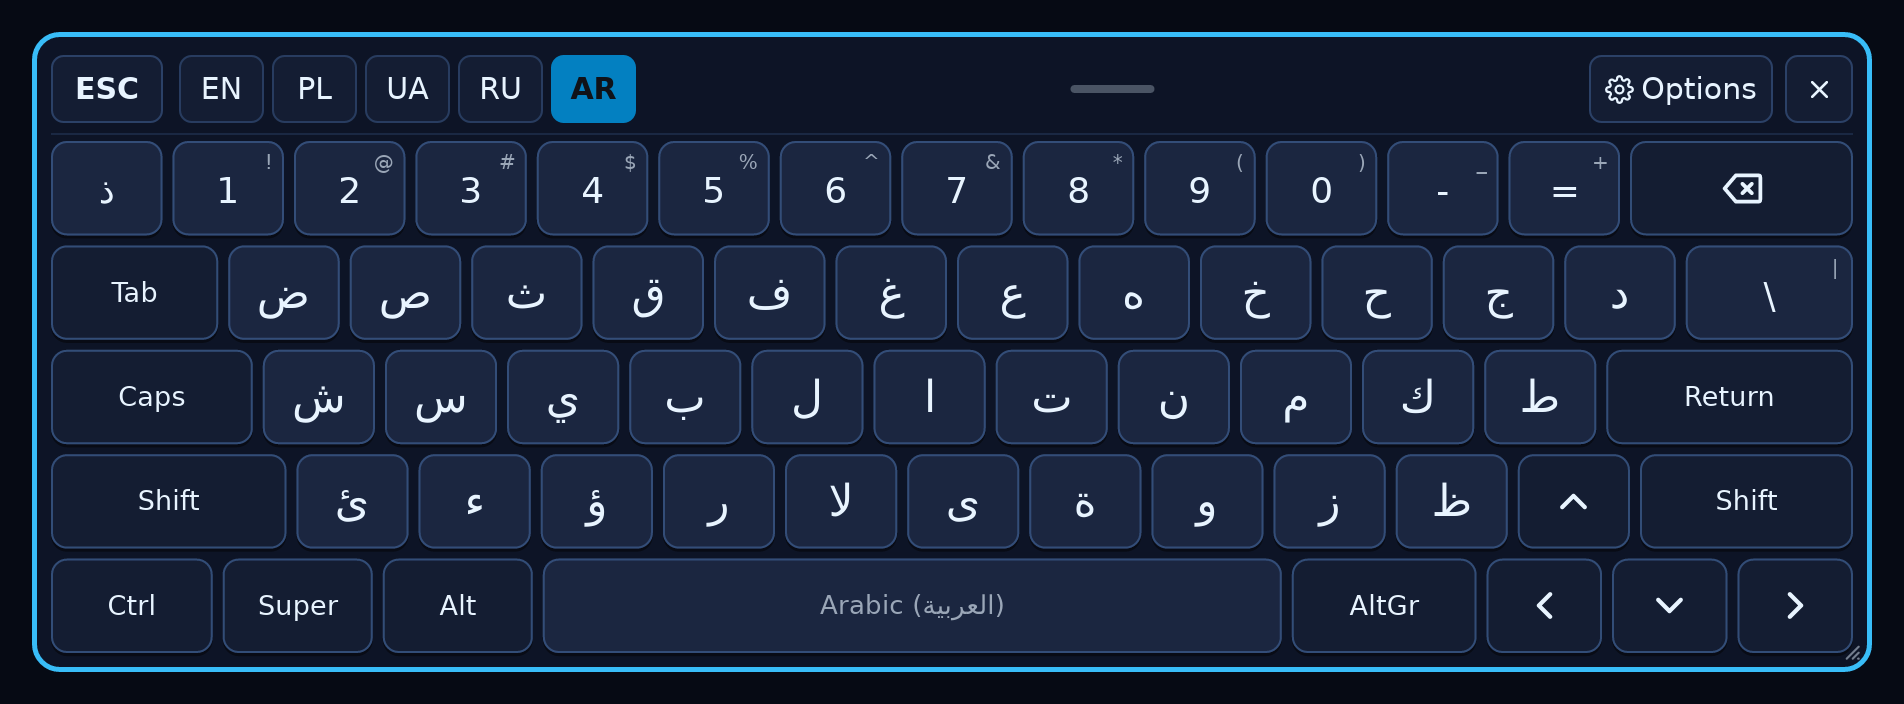 ESC EN PL UA RU AR Options
ذ 1 ! 2 @ 3 # 4 $ 5 % 6 ^ 7 & 8 * 9 ( 0 ) - _ = +
Tab ض ص ث ق ف غ ع ه خ ح ج د \ |
Caps ش س ي ب ل ا ت ن م ك ط Return
Shift ئ ء ؤ ر لا ى ة و ز ظ Shift
Ctrl Super Alt Arabic (العربية) AltGr